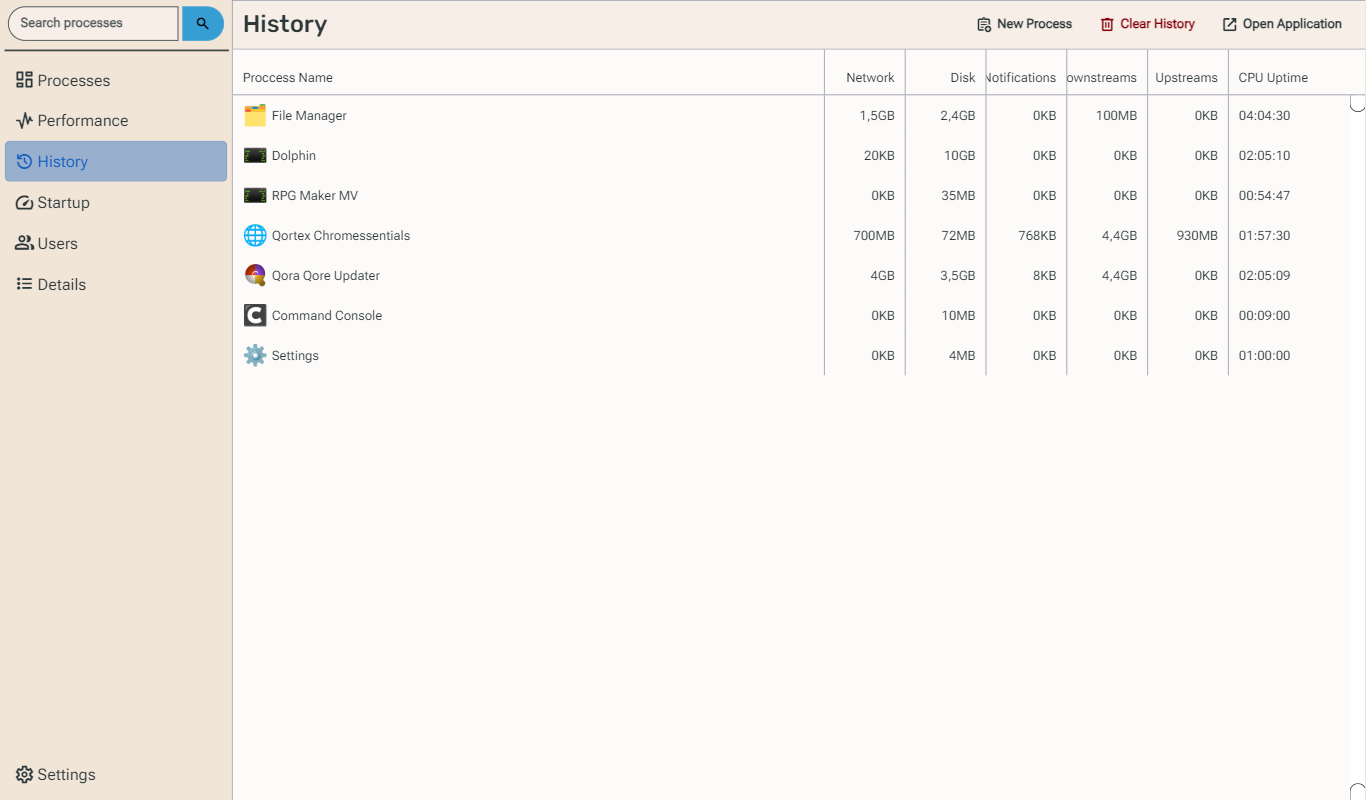 Search processes
Processes
Performance
History
Startup
Users
Details
Settings
History
New Process
Clear History
Open Application
Proccess Name Network Disk Notifications ownstreams Upstreams CPU Uptime
File Manager 1,5GB 2,4GB 0KB 100MB 0KB 04:04:30
Dolphin 20KB 10GB 0KB 0KB 0KB 02:05:10
RPG Maker MV 0KB 35MB 0KB 0KB 0KB 00:54:47
Qortex Chromessentials 700MB 72MB 768KB 4,4GB 930MB 01:57:30
Qora Qore Updater 4GB 3,5GB 8KB 4,4GB 0KB 02:05:09
C Command Console 0KB 10MB 0KB 0KB 0KB 00:09:00
Settings 0KB 4MB 0KB 0KB 0KB 01:00:00